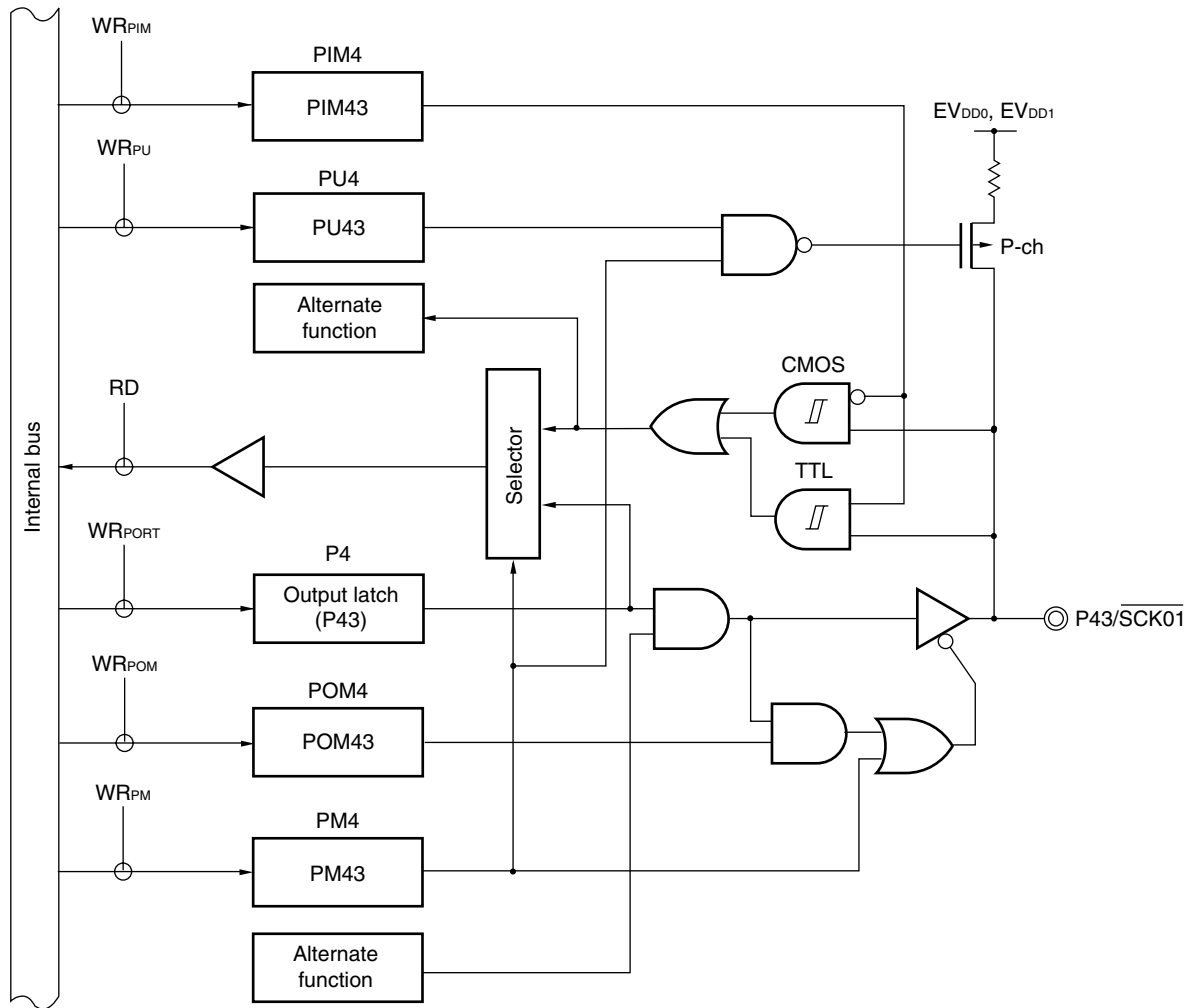 WRPIM
PIM4
PIM43
EVDD0, EVDD1
WRPU
PU4
PU43
P-ch
Alternate
function
CMOS
RD
Selector
TTL
Internal bus
WRPORT
P4
Output latch
(P43)
P43/SCK01
WRPOM
POM4
POM43
WRPM
PM4
PM43
Alternate
function